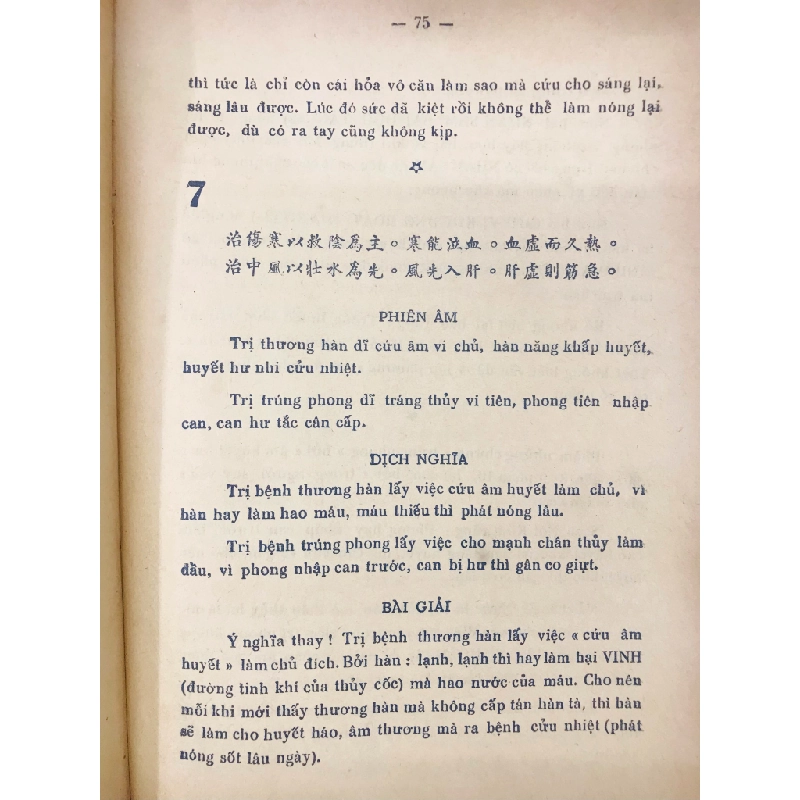 — 75 —
thì tức là chỉ còn cái hỏa vô căn làm sao mà cứu cho sáng lại,
sáng lâu được. Lúc đó sức đã kiệt rồi không thể làm nóng lại
được, dù có ra tay cũng không kịp.
7
治傷寒以救陰爲主。寒能泣血。血虛而久熱。
治中風以壯水爲先。風先入肝。肝虛則筋急。
PHIÊN ÂM
Trị thương hàn dĩ cứu âm vi chủ, hàn năng khấp huyết,
huyết hư nhi cửu nhiệt.
Trị trúng phong dĩ tráng thủy vi tiên, phong tiên nhập
can, can hư tắc cân cấp.
DỊCH NGHĨA
Trị bệnh thương hàn lấy việc cứu âm huyết làm chủ, vì
hàn hay làm hao máu, máu thiếu thì phát nóng lâu.
Trị bệnh trúng phong lấy việc cho mạnh chân thủy làm
đầu, vì phong nhập can trước, can bị hư thì gân co giựt.
BÀI GIẢI
Ý nghĩa thay ! Trị bệnh thương hàn lấy việc « cứu âm
huyết » làm chủ đích. Bởi hàn : lạnh, lạnh thì hay làm hại VINH
(đường tinh khí của thủy cốc) mà hao nước của máu. Cho nên
mỗi khi mới thấy thương hàn mà không cấp tán hàn tà, thì hàn
sẽ làm cho huyết háo, âm thương mà ra bệnh cửu nhiệt (phát
nóng sốt lâu ngày).